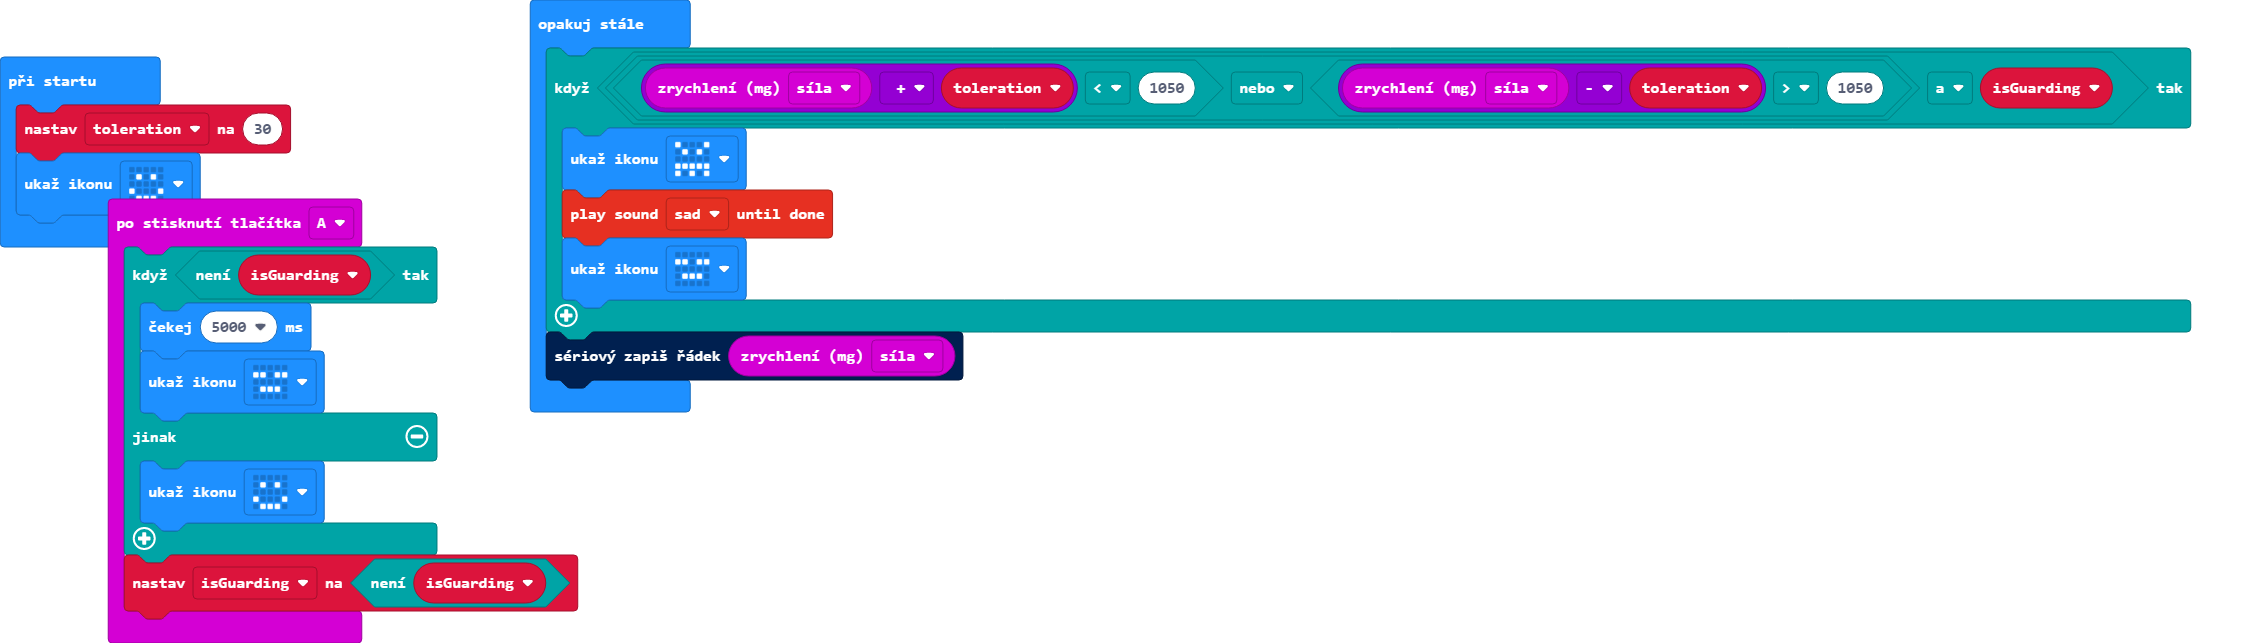 při startu
nastav toleration na 30
ukaž ikonu
po stisknutí tlačítka A
když není isGuarding tak
čekej 5000 ms
ukaž ikonu
jinak
ukaž ikonu
nastav isGuarding na není isGuarding
opakuj stále
když zrychlení (mg) síla + toleration < 1050 nebo zrychlení (mg) síla - toleration > 1050 a isGuarding tak
ukaž ikonu
play sound sad until done
ukaž ikonu
sériový zapiš řádek zrychlení (mg) síla